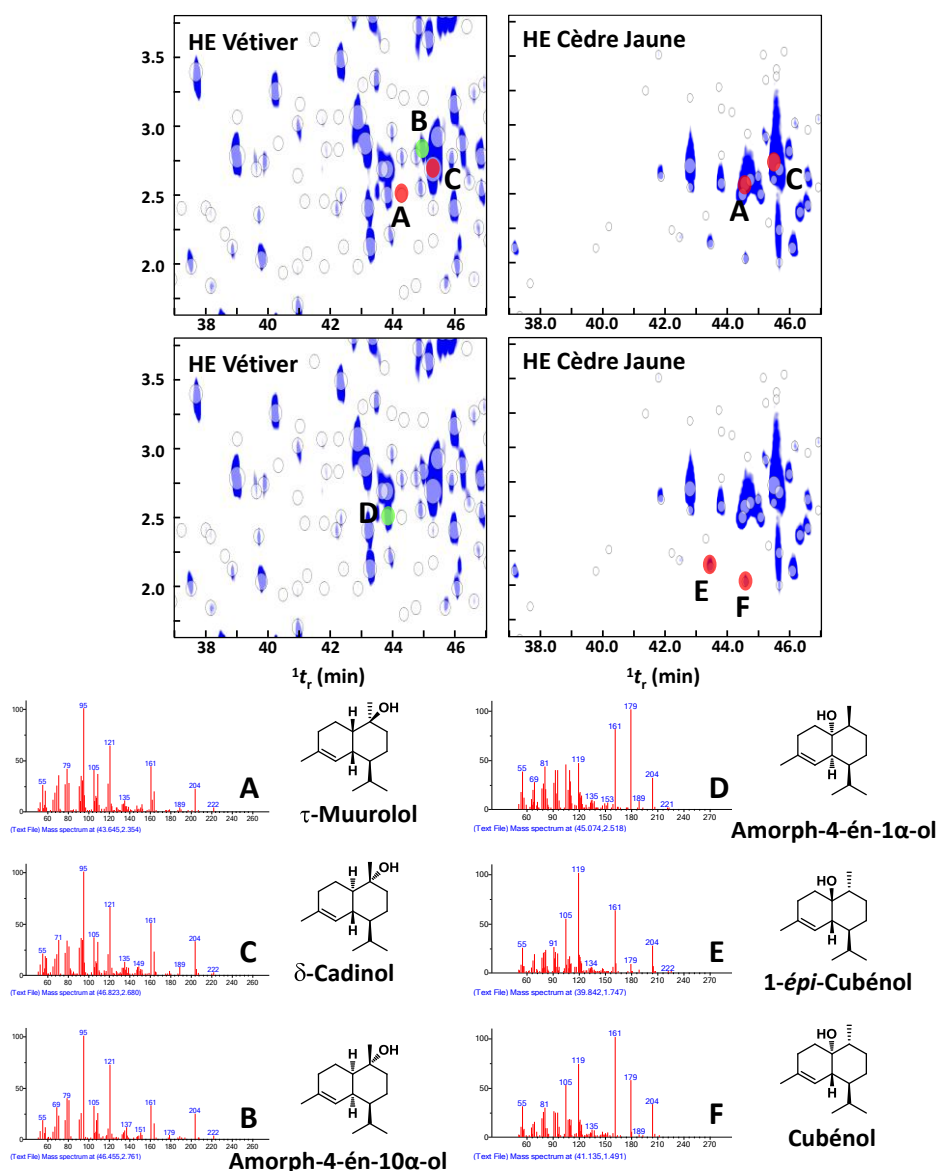 HE Vétiver
HE Cèdre Jaune
3.5
3.0
2.5
2.0
B
C
A
A
C
38 40 42 44 46
38.0 40.0 42.0 44.0 46.0
HE Vétiver
HE Cèdre Jaune
3.5
3.0
2.5
2.0
D
E
F
38 40 42 44 46
38.0 40.0 42.0 44.0 46.0
¹tr (min)
¹tr (min)
100
50
0
55 79 95 105 121 135 161 189 204 222
60 80 100 120 140 160 180 200 220 240 260
(Text File) Mass spectrum at (43.645,2.354)
A
H OH
H
τ-Muurolol
100
50
0
55 69 81 119 135 153 161 179 189 204 221
60 90 120 150 180 210 240 270
(Text File) Mass spectrum at (45.074,2.518)
D
HO
H
Amorph-4-én-1α-ol
100
50
0
55 71 95 105 121 135 149 161 189 204 222
60 80 100 120 140 160 180 200 220 240 260
(Text File) Mass spectrum at (46.823,2.680)
C
H OH
H
δ-Cadinol
100
50
0
55 91 105 119 134 161 179 204 222
60 90 120 150 180 210 240 270
(Text File) Mass spectrum at (39.842,1.747)
E
HO
H
1-épi-Cubénol
100
50
0
55 69 79 95 105 121 137 151 161 179 204 222
60 80 100 120 140 160 180 200 220 240 260
(Text File) Mass spectrum at (46.455,2.761)
B
H OH
H
Amorph-4-én-10α-ol
100
50
0
55 81 105 119 135 161 179 189 204
60 90 120 150 180 210 240 270
(Text File) Mass spectrum at (41.135,1.491)
F
HO
H
Cubénol